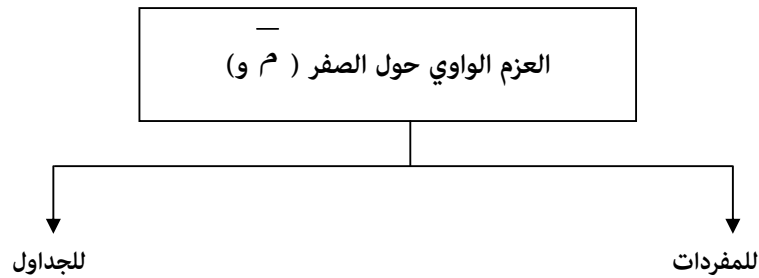 العزم الواوي حول الصفر ( م̅ و)
للمفردات
للجداول